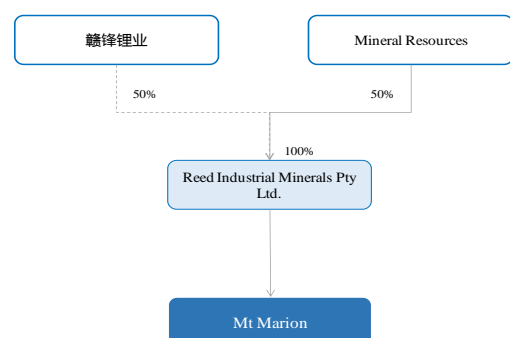 赣锋锂业
Mineral Resources
50%
50%
100%
Reed Industrial Minerals Pty
Ltd.
Mt Marion